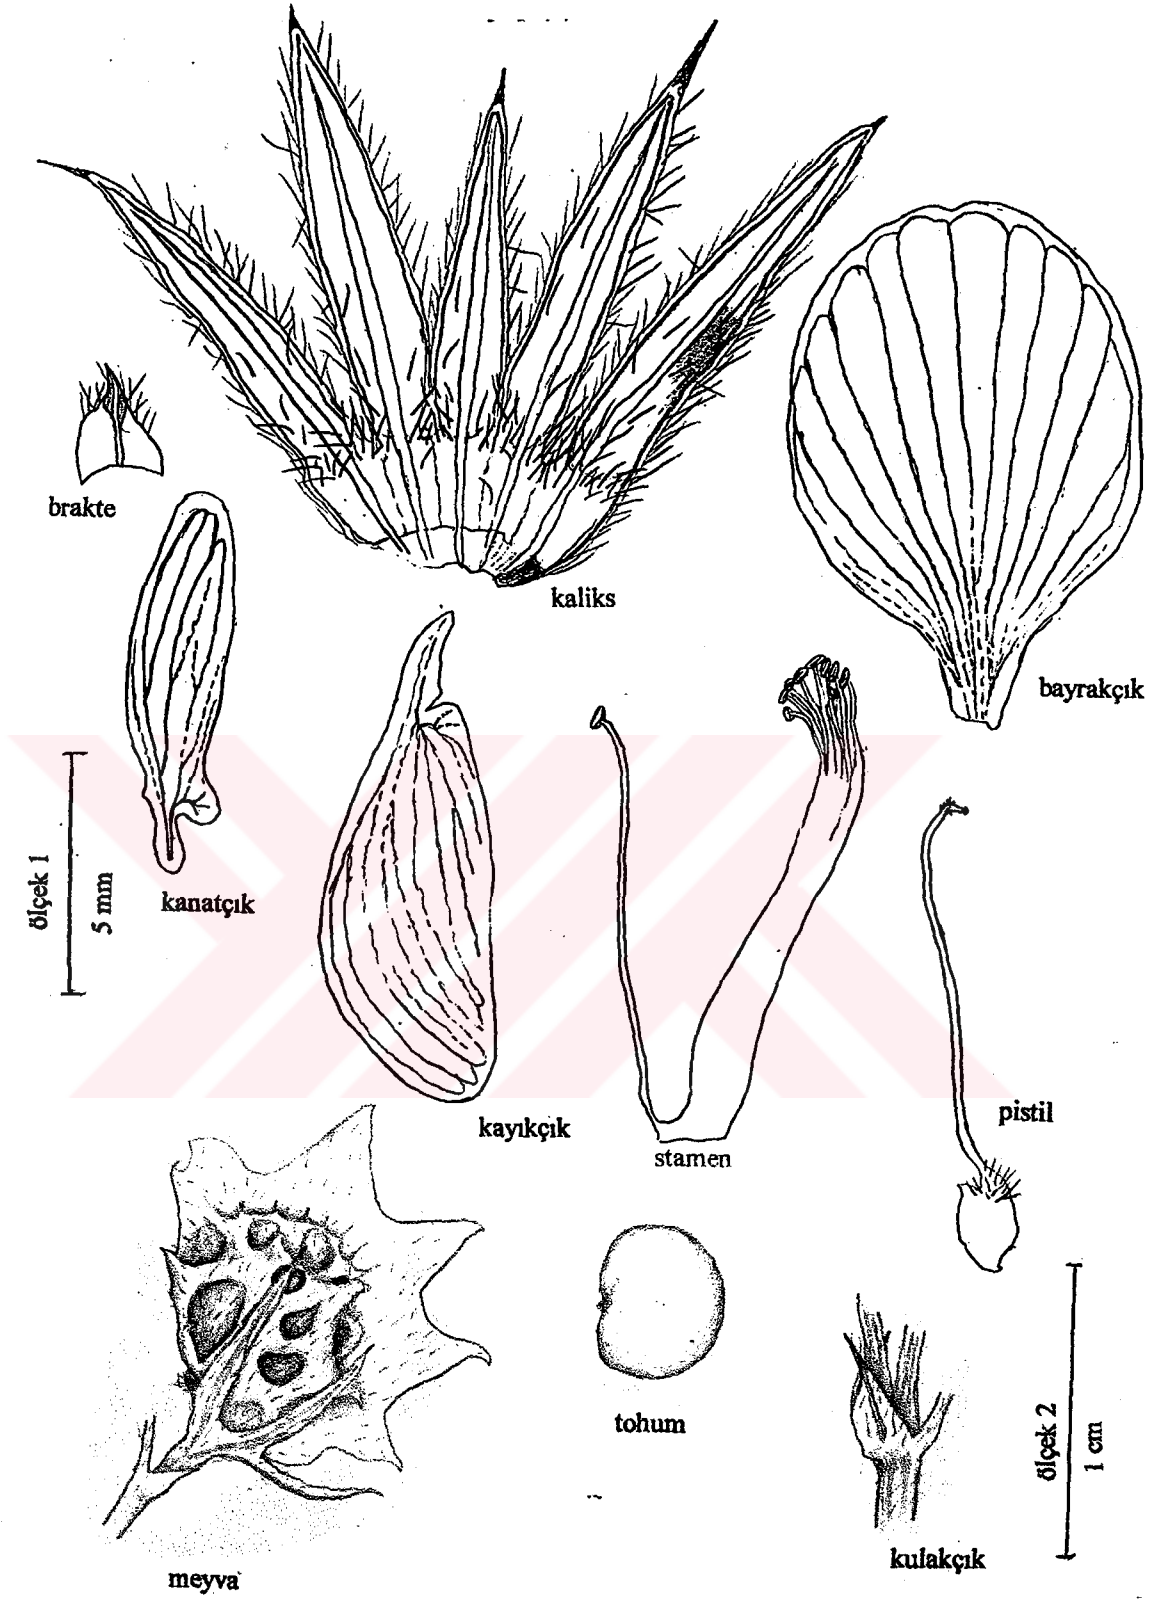 brakte
kaliks
bayrakçık
ölçek 1
5 mm
kanatçık
kayıkçık
stamen
pistil
meyva
tohum
kulakçık
ölçek 2
1 cm